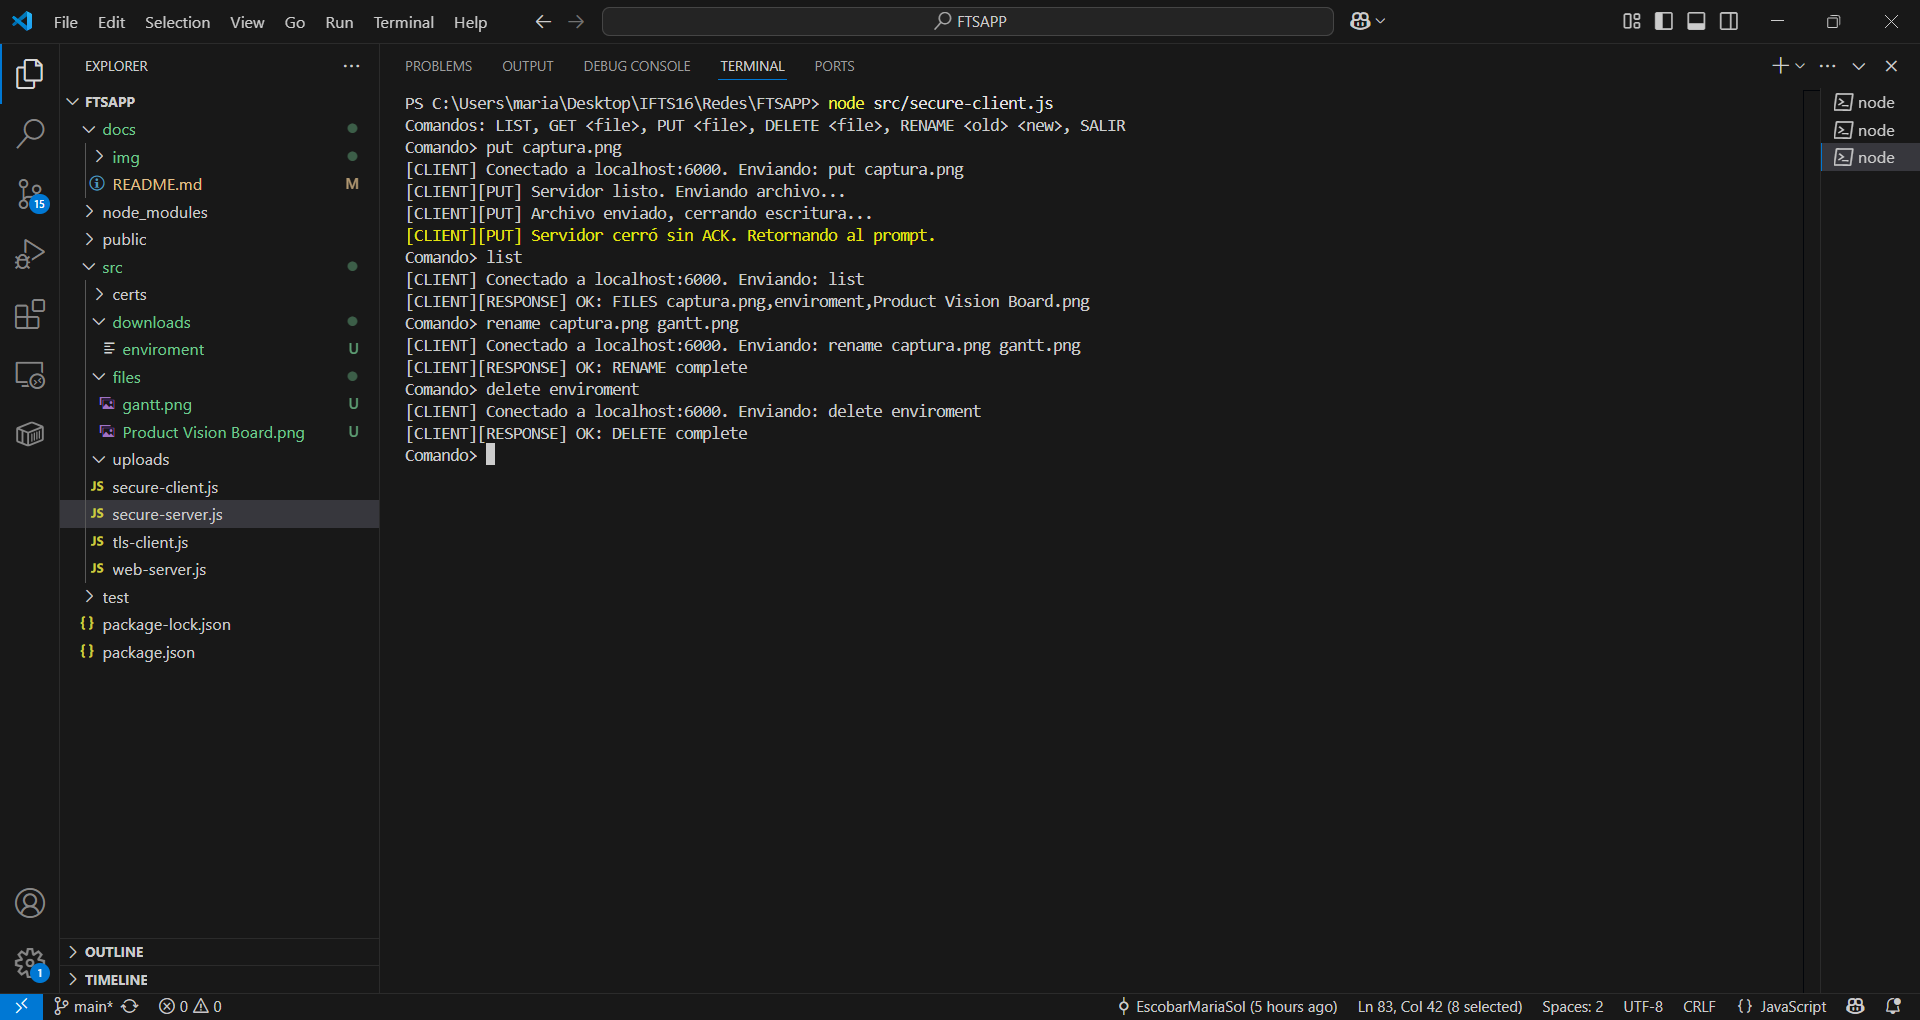 File Edit Selection View Go Run Terminal Help
FTSAPP
EXPLORER
FTSAPP
docs
img
README.md M
node_modules
public
src
certs
downloads
enviroment U
files
gantt.png U
Product Vision Board.png U
uploads
JS secure-client.js
JS secure-server.js
JS tls-client.js
JS web-server.js
test
{} package-lock.json
{} package.json
OUTLINE
TIMELINE
15
1
PROBLEMS OUTPUT DEBUG CONSOLE TERMINAL PORTS
PS C:\Users\maria\Desktop\IFTS16\Redes\FTSAPP> node src/secure-client.js
Comandos: LIST, GET <file>, PUT <file>, DELETE <file>, RENAME <old> <new>, SALIR
Comando> put captura.png
[CLIENT] Conectado a localhost:6000. Enviando: put captura.png
[CLIENT][PUT] Servidor listo. Enviando archivo...
[CLIENT][PUT] Archivo enviado, cerrando escritura...
[CLIENT][PUT] Servidor cerró sin ACK. Retornando al prompt.
Comando> list
[CLIENT] Conectado a localhost:6000. Enviando: list
[CLIENT][RESPONSE] OK: FILES captura.png,enviroment,Product Vision Board.png
Comando> rename captura.png gantt.png
[CLIENT] Conectado a localhost:6000. Enviando: rename captura.png gantt.png
[CLIENT][RESPONSE] OK: RENAME complete
Comando> delete enviroment
[CLIENT] Conectado a localhost:6000. Enviando: delete enviroment
[CLIENT][RESPONSE] OK: DELETE complete
Comando>
node
node
node
main* 0 0
EscobarMariaSol (5 hours ago) Ln 83, Col 42 (8 selected) Spaces: 2 UTF-8 CRLF {} JavaScript